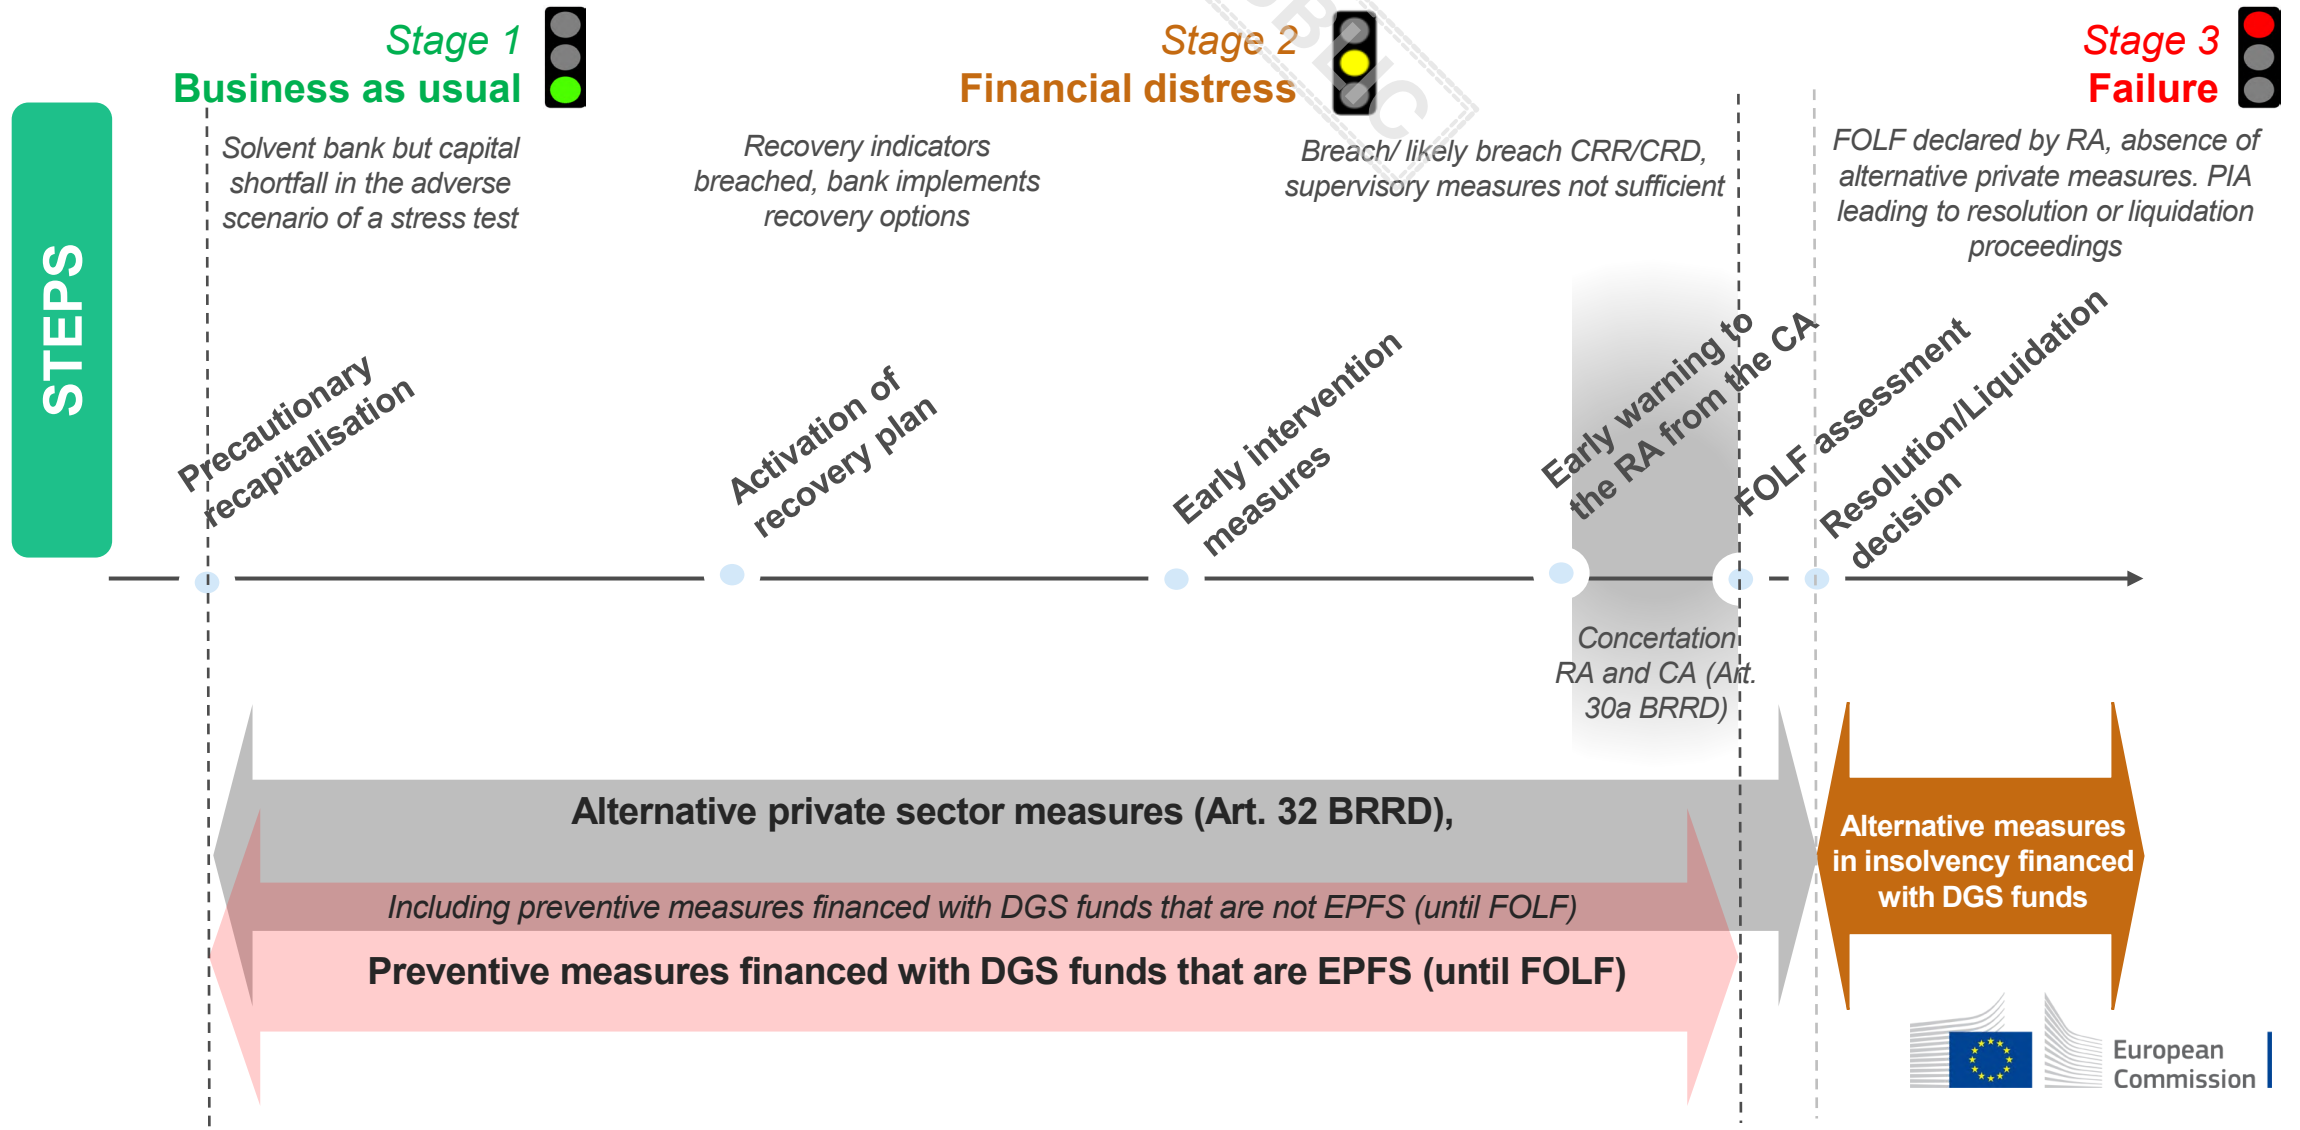 Stage 1
Business as usual
Stage 2
Financial distress
Stage 3
Failure
STEPS
Solvent bank but capital
shortfall in the adverse
scenario of a stress test
Recovery indicators
breached, bank implements
recovery options
Breach/ likely breach CRR/CRD,
supervisory measures not sufficient
FOLF declared by RA, absence of
alternative private measures. PIA
leading to resolution or liquidation
proceedings
Precautionary
recapitalisation
Activation of
recovery plan
Early intervention
measures
Early warning to
the RA from the CA
FOLF assessment
Resolution/Liquidation
decision
Concertation
RA and CA (Art.
30a BRRD)
Alternative private sector measures (Art. 32 BRRD),
Including preventive measures financed with DGS funds that are not EPFS (until FOLF)
Preventive measures financed with DGS funds that are EPFS (until FOLF)
Alternative measures
in insolvency financed
with DGS funds
European
Commission